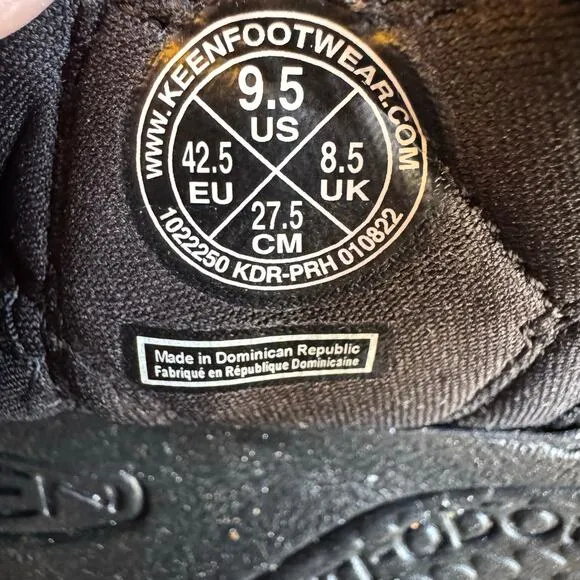 WWW.KEENFOOTWEAR.COM
9.5
US
42.5
EU
8.5
UK
27.5
CM
1022250 KDR-PRH 010822
Made in Dominican Republic
Fabriqué en République Dominicaine